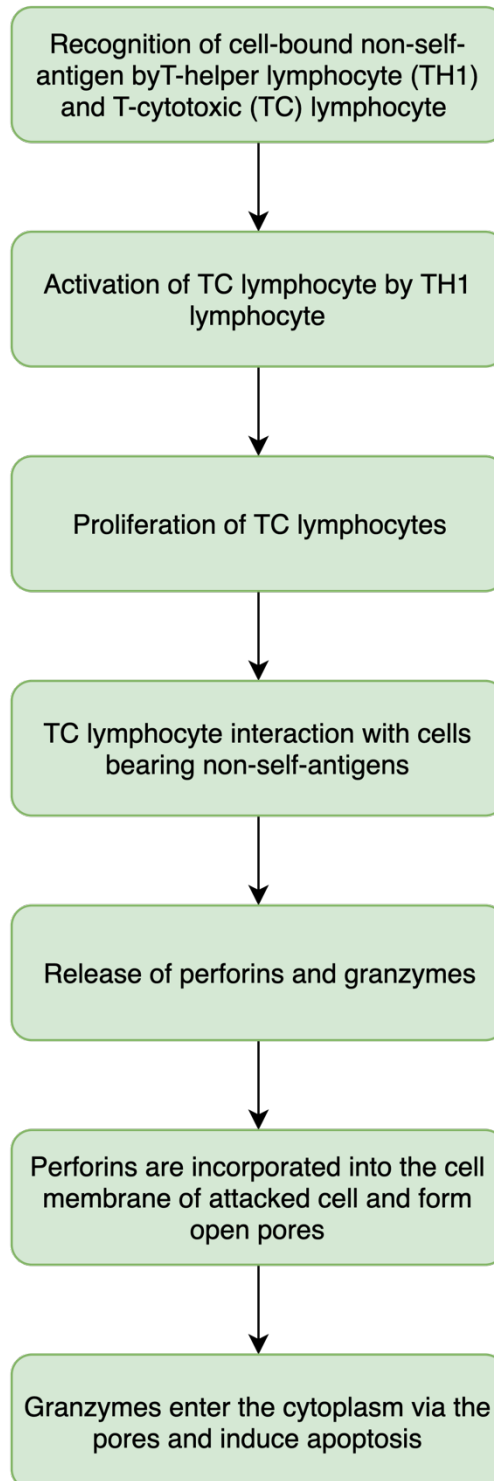 Recognition of cell-bound non-self-
antigen byT-helper lymphocyte (TH1)
and T-cytotoxic (TC) lymphocyte
Activation of TC lymphocyte by TH1
lymphocyte
Proliferation of TC lymphocytes
TC lymphocyte interaction with cells
bearing non-self-antigens
Release of perforins and granzymes
Perforins are incorporated into the cell
membrane of attacked cell and form
open pores
Granzymes enter the cytoplasm via the
pores and induce apoptosis